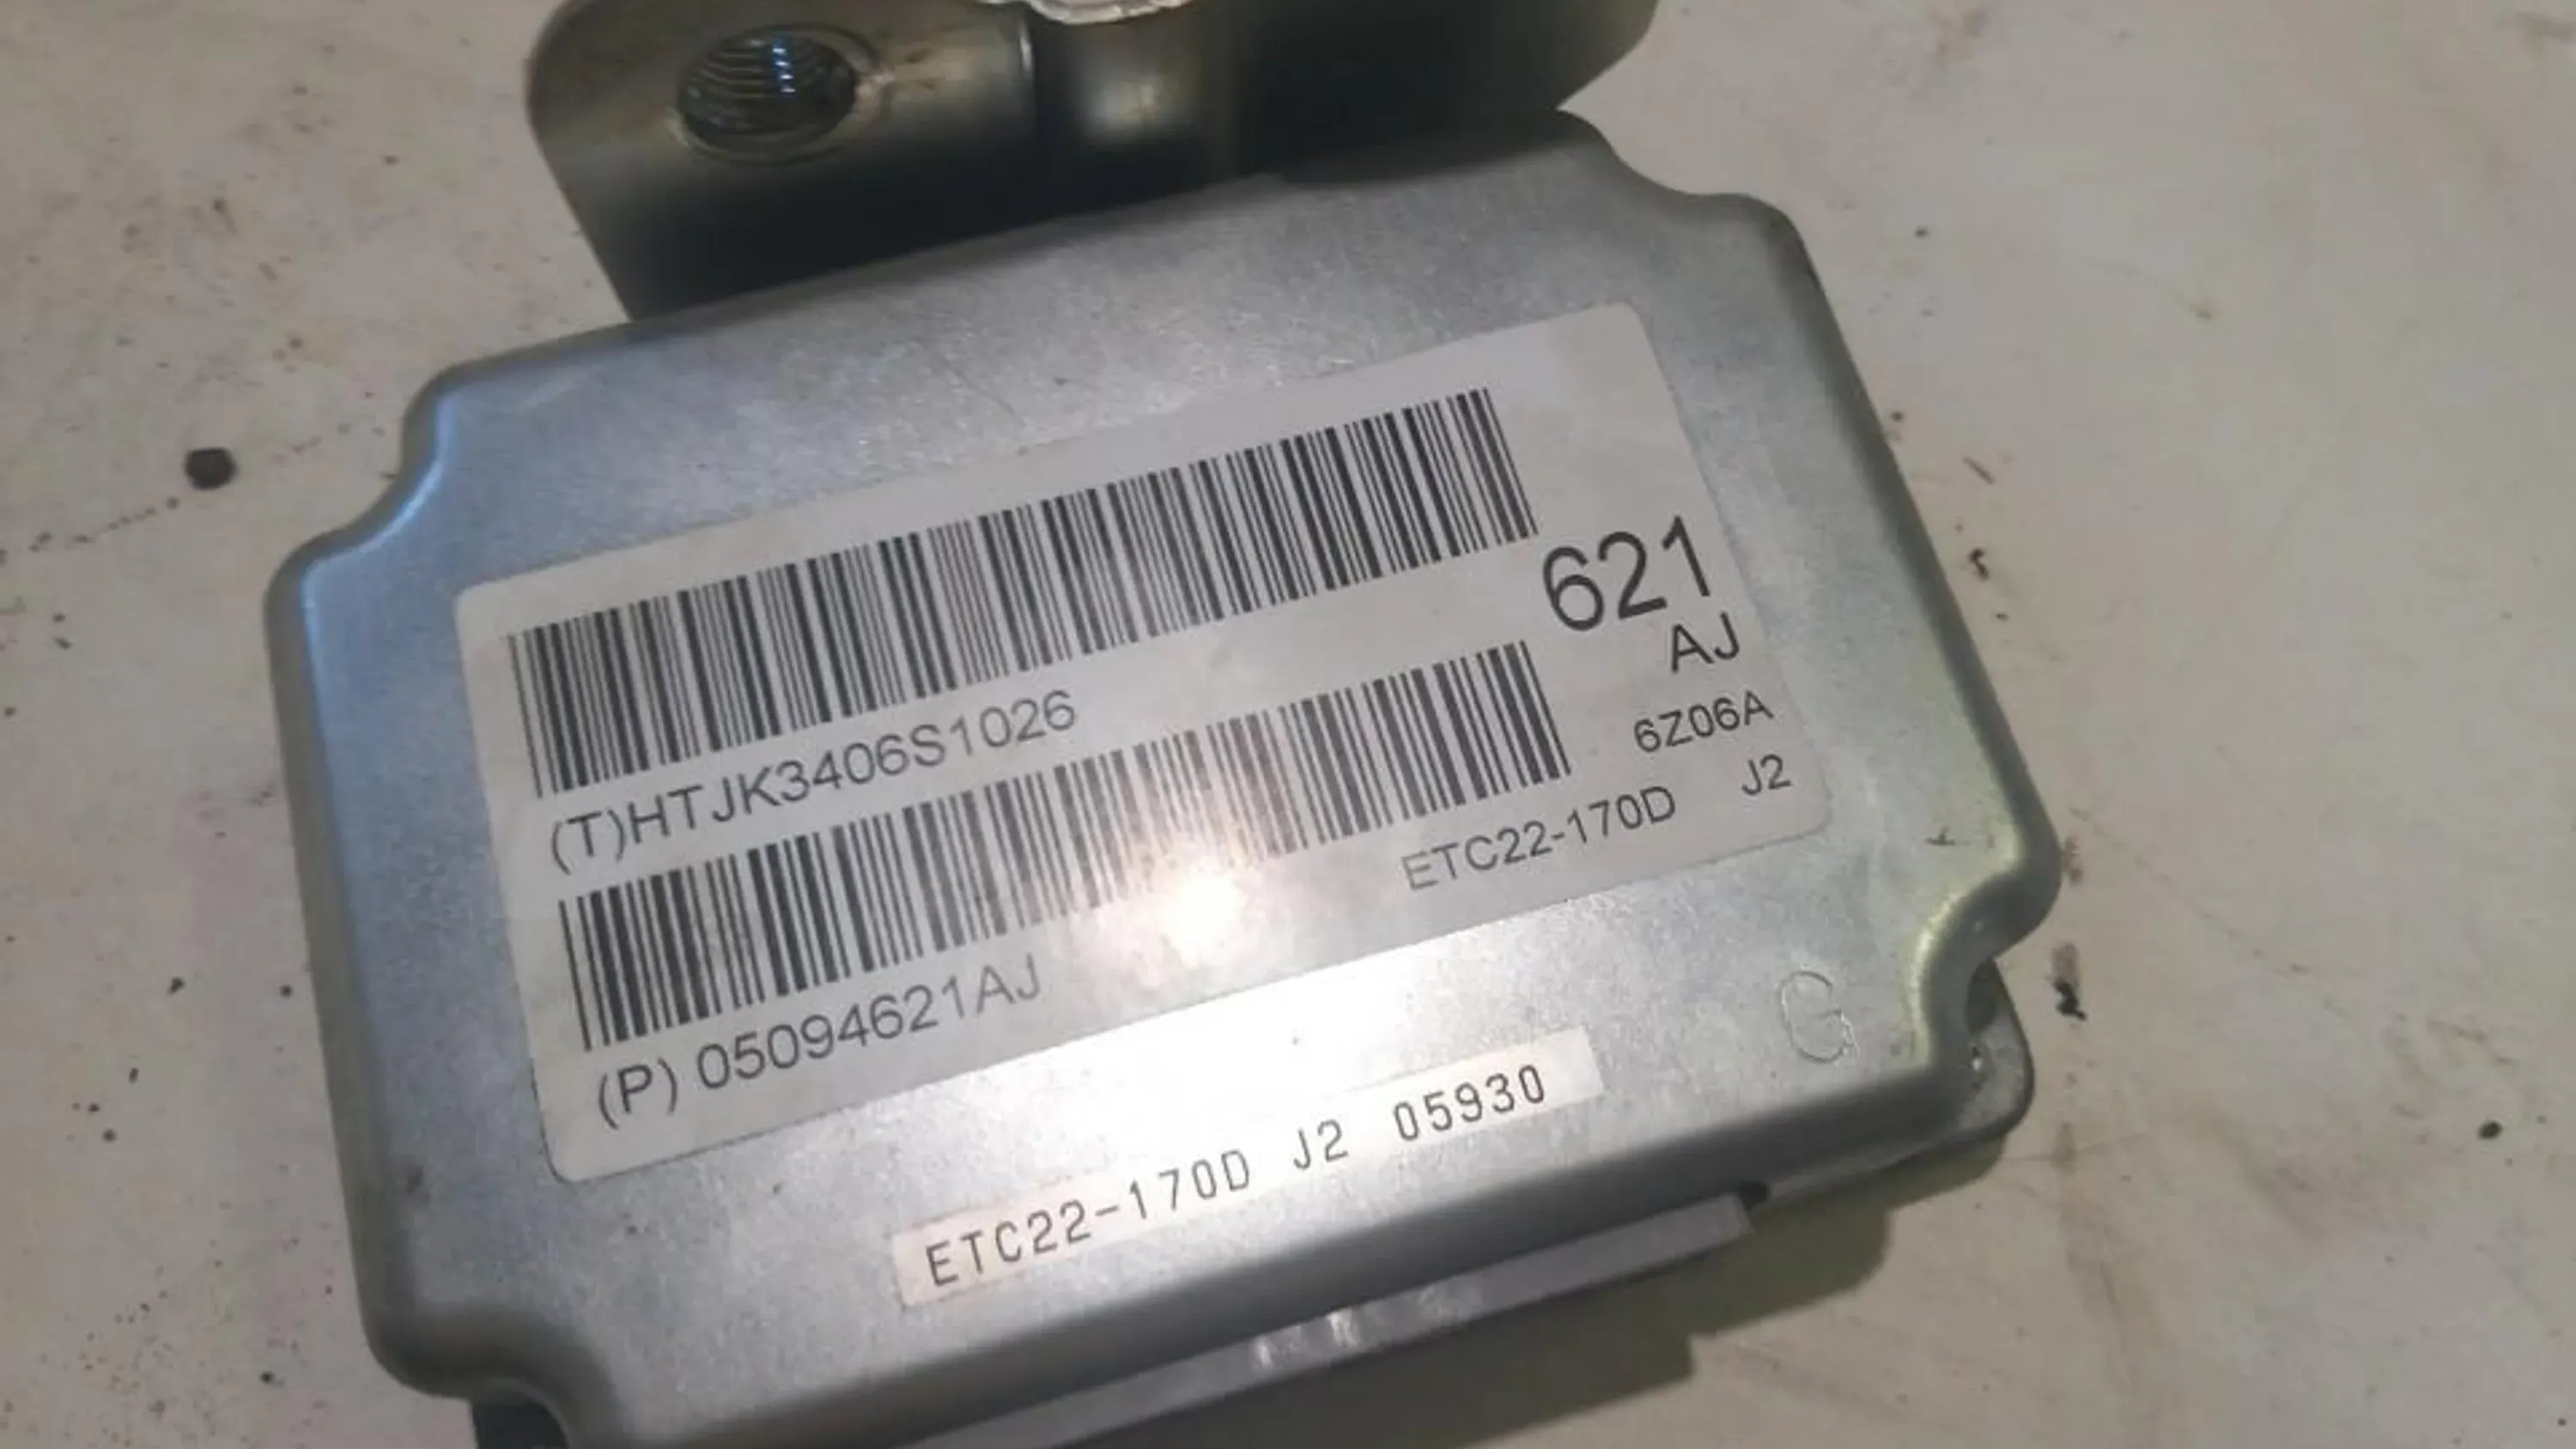 621
AJ
(T)HTJK3406S1026
6Z06A
ETC22-170D J2
(P) 05094621AJ
G
ETC22-170D J2 05930